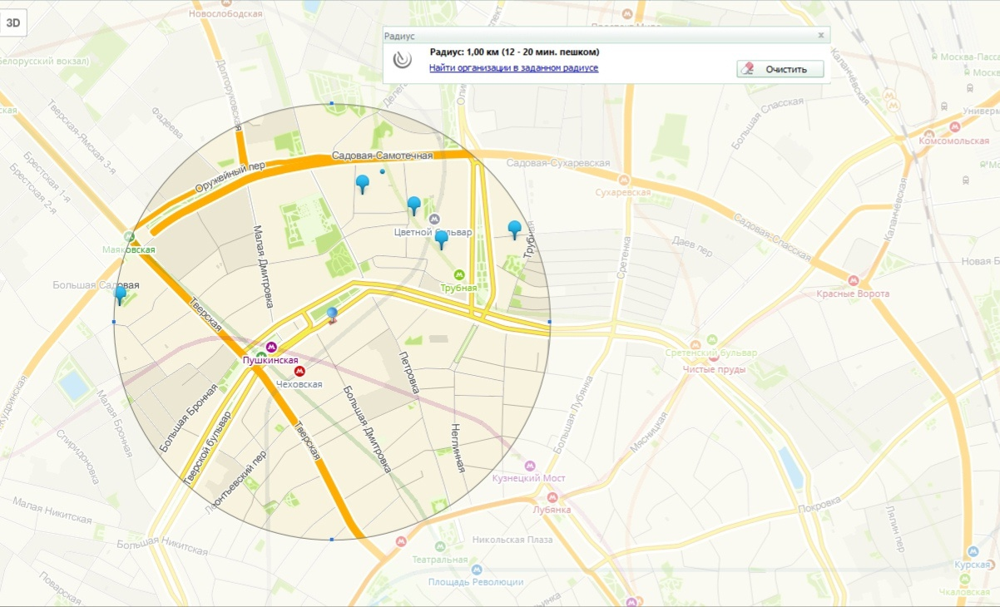 3D
Новослободская
Радиус
x
Радиус: 1,00 км (12 - 20 мин. пешком)
Найти организации в заданном радиусе
Очистить
Белорусский вокзал)
Долгоруковская
Каланчёвская
Москва-Пасса
Тверская-Ямская 3-я
Фадеева
Большая Спасская
Универм
Комсомольская
Брестская 1-я
Брестская 2-я
Садовая-Самотечная
Садовая-Сухаревская
Оружейный пер
Сухаревская
Каланчёвская
Цветной бульвар
Садовая-Спасская
Маяковская
Малая Дмитровка
Даев пер
Сретенка
Новая Б
Большая Садовая
Трубная
Красные Ворота
Тверская
Пушкинская
Чеховская
Сретенский бульвар
Чистые пруды
Петровка
Кудринская
Малая Бронная
Большая Бронная
Большая Дмитровка
Большая Лубянка
Тверской бульвар
Тверская
Неглинная
Мясницкая
Спиридоновка
Леонтьевский пер
Кузнецкий Мост
Лубянка
Малая Никитская
Покровка
Ляпин пер
Большая Никитская
Никольская Плаза
Театральная
Курская
Площадь Революции
Поварская
Чкаловская